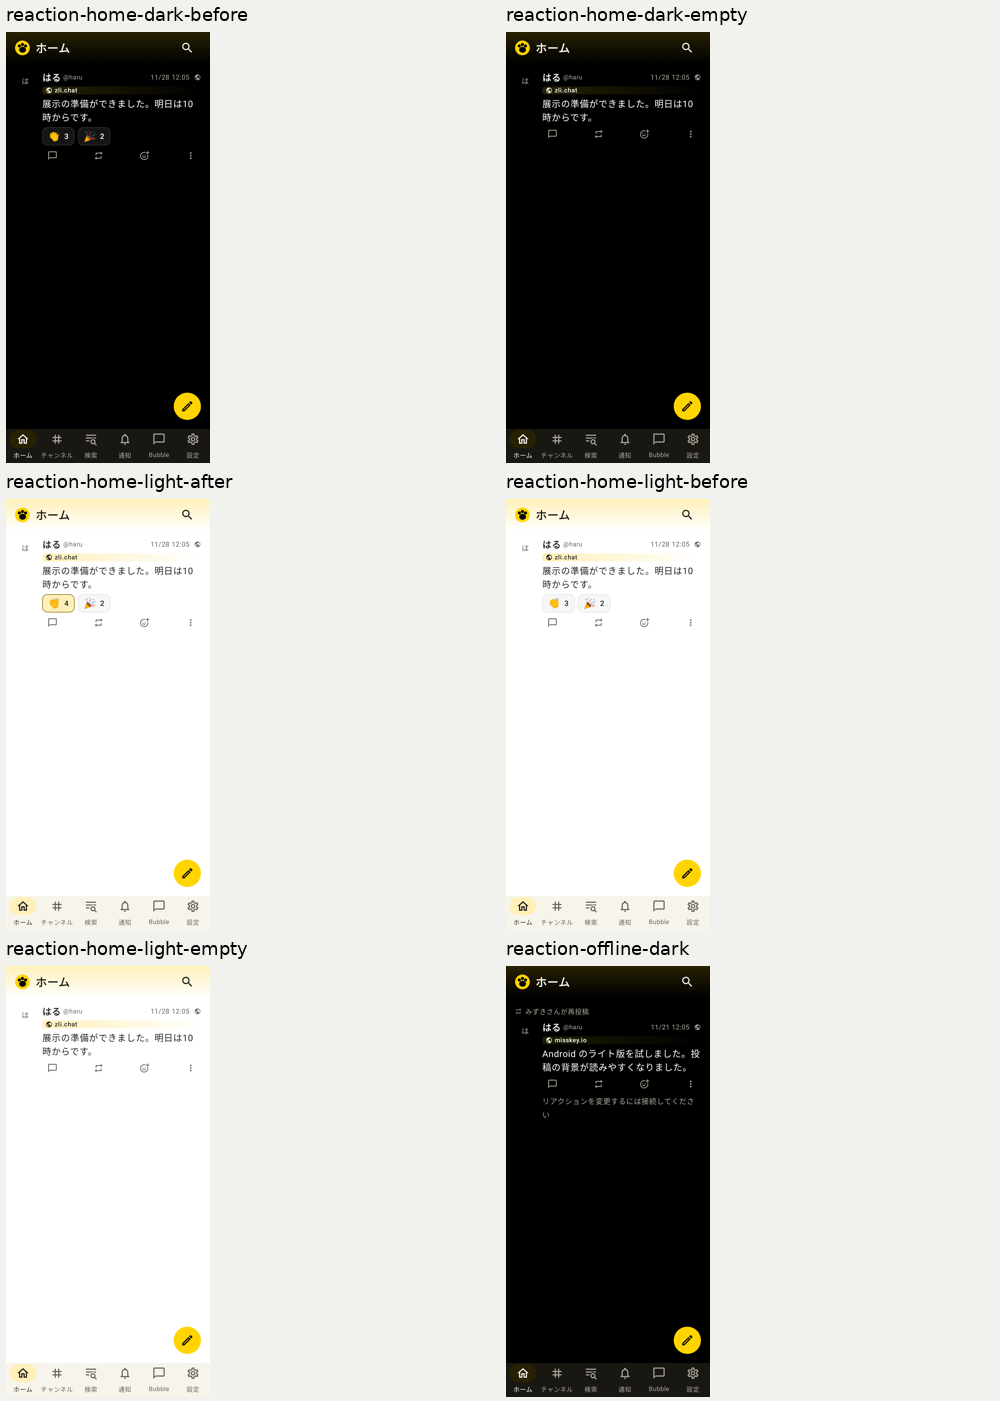 reaction-home-dark-before
ホーム
はる @haru 11/28 12:05
は
zli.chat
展示の準備ができました。明日は10
時からです。
3 2
ホーム チャンネル 検索 通知 Bubble 設定
reaction-home-dark-empty
ホーム
はる @haru 11/28 12:05
は
zli.chat
展示の準備ができました。明日は10
時からです。
ホーム チャンネル 検索 通知 Bubble 設定
reaction-home-light-after
ホーム
はる @haru 11/28 12:05
は
zli.chat
展示の準備ができました。明日は10
時からです。
4 2
ホーム チャンネル 検索 通知 Bubble 設定
reaction-home-light-before
ホーム
はる @haru 11/28 12:05
は
zli.chat
展示の準備ができました。明日は10
時からです。
3 2
ホーム チャンネル 検索 通知 Bubble 設定
reaction-home-light-empty
ホーム
はる @haru 11/28 12:05
は
zli.chat
展示の準備ができました。明日は10
時からです。
ホーム チャンネル 検索 通知 Bubble 設定
reaction-offline-dark
ホーム
みずきさんが再投稿
はる @haru 11/21 12:05
は
misskey.io
Android のライト版を試しました。投
稿の背景が読みやすくなりました。
リアクションを変更するには接続してくださ
い
ホーム チャンネル 検索 通知 Bubble 設定